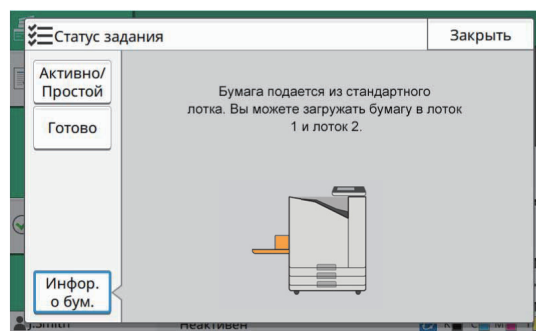 Статус задания
Закрыть
Активно/
Простой
Готово
Бумага подается из стандартного
лотка. Вы можете загружать бумагу в лоток
1 и лоток 2.
Инфор.
о бум.
J.Smith
Неактивен
K C M Y